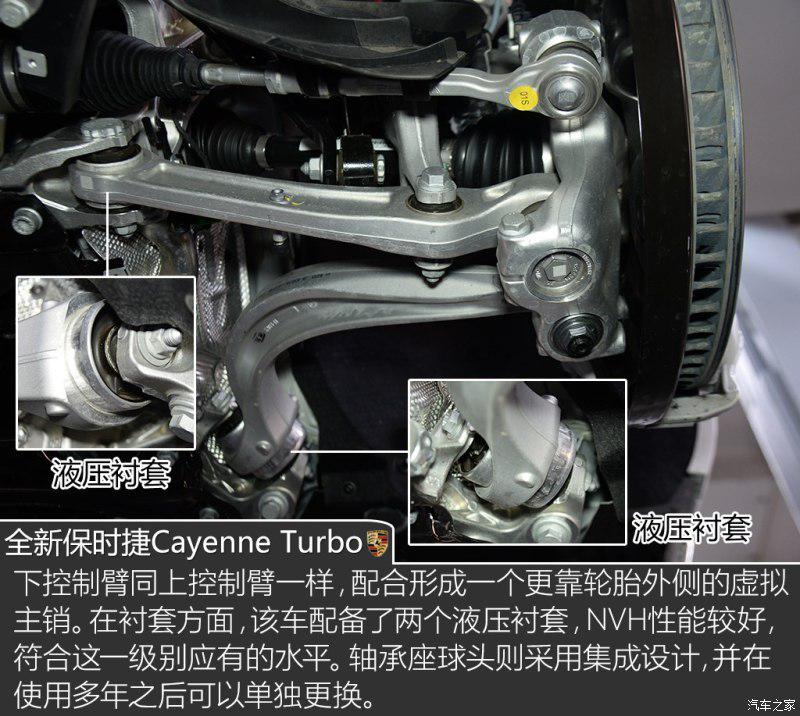 01S
液压衬套
液压衬套
全新保时捷Cayenne Turbo
下控制臂同上控制臂一样，配合形成一个更靠轮胎外侧的虚拟
主销。在衬套方面，该车配备了两个液压衬套，NVH性能较好，
符合这一级别应有的水平。轴承座球头则采用集成设计，并在
使用多年之后可以单独更换。
汽车之家